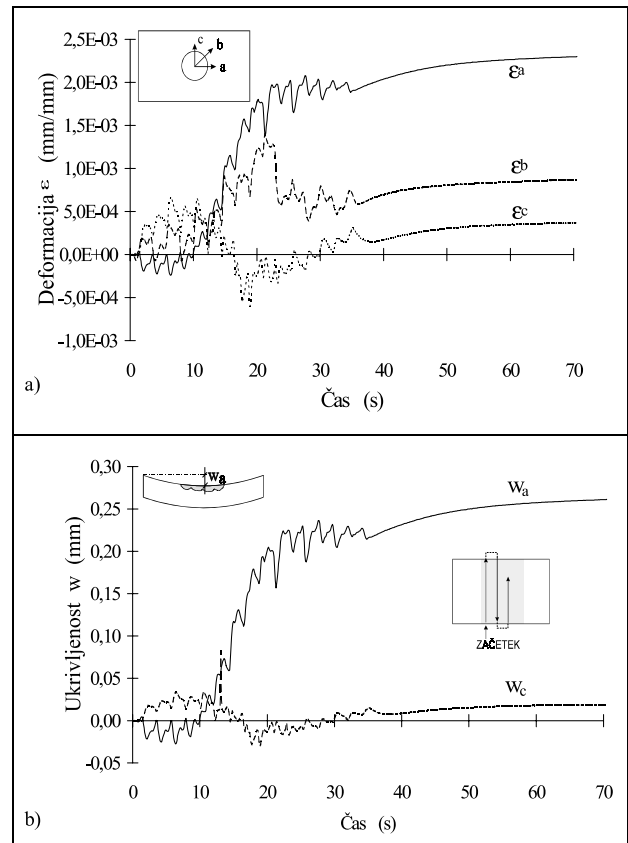 2,5E-03
2,0E-03
1,5E-03
1,0E-03
5,0E-04
0,0E+00
-5,0E-04
-1,0E-03
Deformacija ε (mm/mm)
c
b
a
εa
εb
εc
0 10 20 30 40 50 60 70
Čas (s)
a)
0,30
0,25
0,20
0,15
0,10
0,05
0,00
-0,05
Ukrivljenost w (mm)
wa
wa
ZAČETEK
wc
0 10 20 30 40 50 60 70
Čas (s)
b)